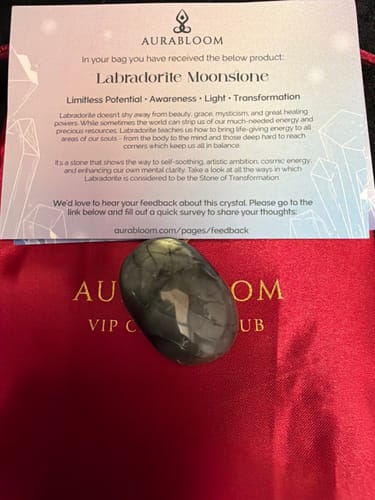 AURABLOOM
In your bag you have received the below product:
Labradorite Moonstone
Limitless Potential • Awareness • Light • Transformation
Labradorite doesn't shy away from beauty, grace, mysticism, and great healing
powers. While sometimes the world can strip us of our much-needed energy and
precious resources, Labradorite teaches us how to bring life-giving energy to all
areas of our souls - from the body to the mind and those deep hard to reach
corners which keep us all in balance.
It's a stone that shows the way to self-soothing, artistic ambition, cosmic energy,
and enhancing our own mental clarity. Take a look at all the ways in which
Labradorite is considered to be the Stone of Transformation.
We'd love to hear your feedback about this crystal. Please go to the
link below and fill out a quick survey to share your thoughts:
aurabloom.com/pages/feedback
AU OOM
VIP C UB